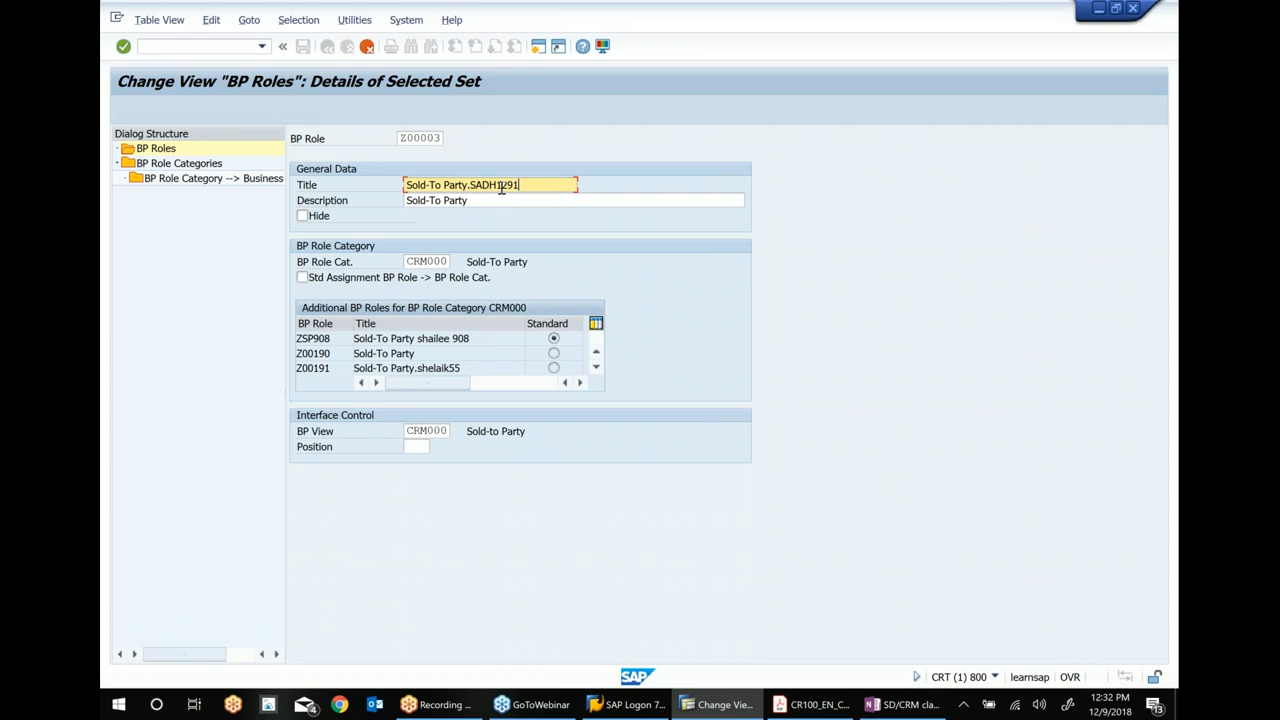 Table View Edit Goto Selection Utilities System Help
Change View "BP Roles": Details of Selected Set
Dialog Structure
BP Roles
BP Role Categories
BP Role Category --> Business
BP Role Z00003
General Data
Title Sold-To Party.SADH1291
Description Sold-To Party
Hide
BP Role Category
BP Role Cat. CRM000 Sold-To Party
Std Assignment BP Role -> BP Role Cat.
Additional BP Roles for BP Role Category CRM000
BP Role Title Standard
ZSP908 Sold-To Party shailee 908
Z00190 Sold-To Party
Z00191 Sold-To Party.shelaik55
Interface Control
BP View CRM000 Sold-to Party
Position
SAP
CRT (1) 800 learnsap OVR
Recording ... GoToWebinar SAP Logon 7... Change Vie... CR100_EN_C... SD/CRM cla...
12:32 PM
12/9/2018